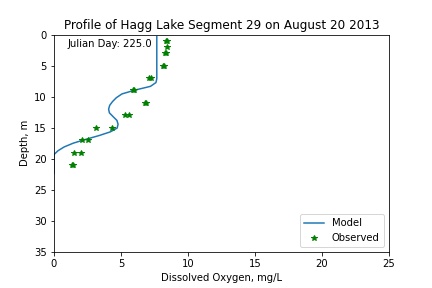 Profile of Hagg Lake Segment 29 on August 20 2013
Julian Day: 225.0
0
5
10
15
20
25
30
35
Depth, m
0
5
10
15
20
25
Dissolved Oxygen, mg/L
Model
Observed